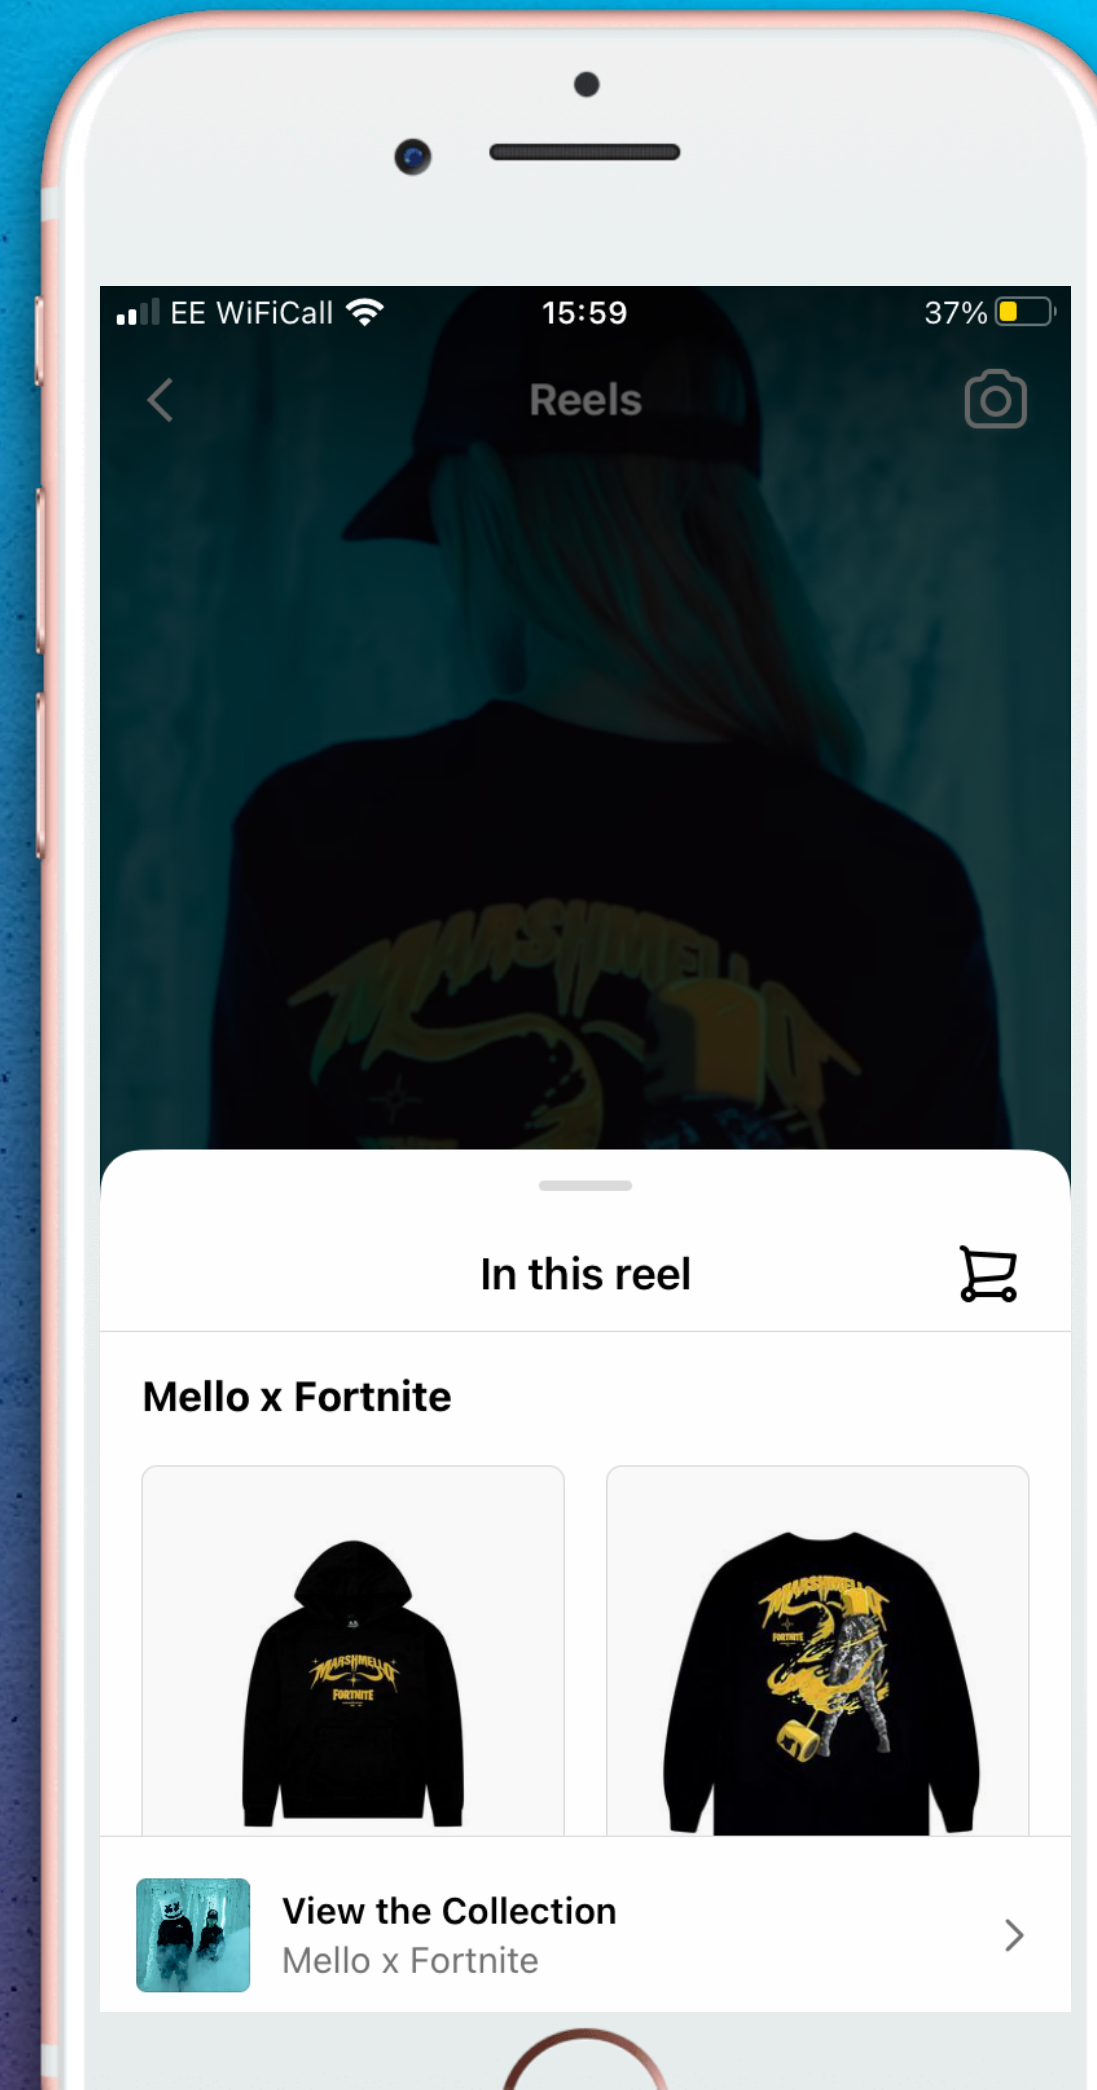 EE WiFiCall 15:59 37%
Reels
MARSHMELLO
In this reel
Mello x Fortnite
MARSHMELLO
FORTNITE
MARSHMELLO
FORTNITE
View the Collection
Mello x Fortnite